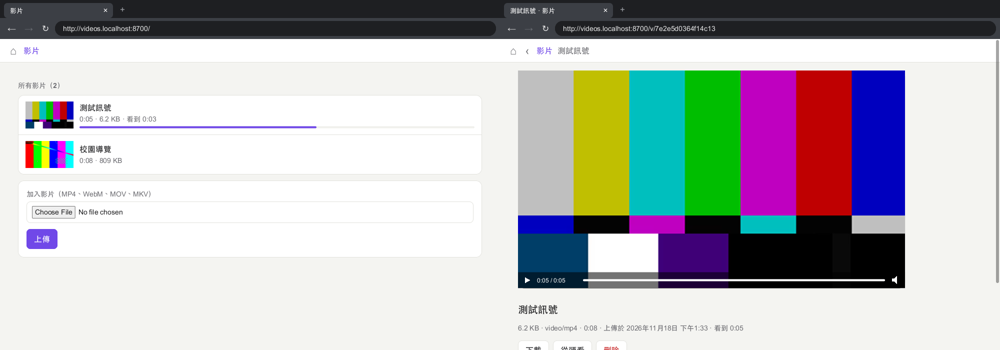 影片
http://videos.localhost:8700/
影片
所有影片（2）
測試訊號
0:05 · 6.2 KB · 看到 0:03
校園導覽
0:08 · 809 KB
加入影片（MP4、WebM、MOV、MKV）
Choose File No file chosen
上傳
測試訊號 · 影片
http://videos.localhost:8700/v/7e2e5d0364f14c13
影片 測試訊號
0:05 / 0:05
測試訊號
6.2 KB · video/mp4 · 0:08 · 上傳於 2026年11月18日 下午1:33 · 看到 0:05
下載 從頭看 刪除